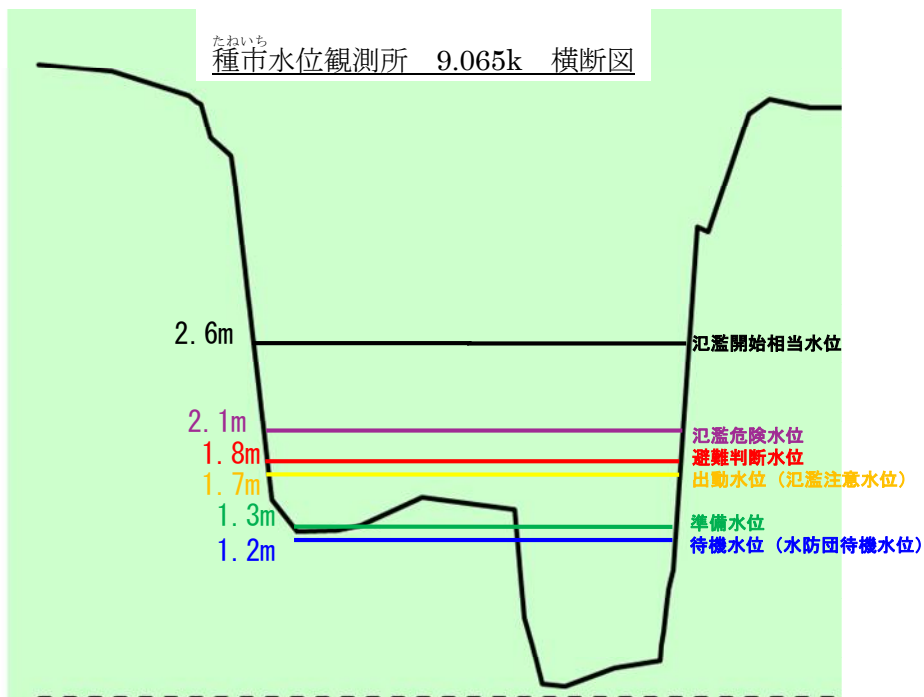 たねいち
種市水位観測所　9.065k　横断図
2.6m
氾濫開始相当水位
2.1m
氾濫危険水位
1.8m
避難判断水位
1.7m
出動水位（氾濫注意水位）
1.3m
準備水位
1.2m
待機水位（水防団待機水位）